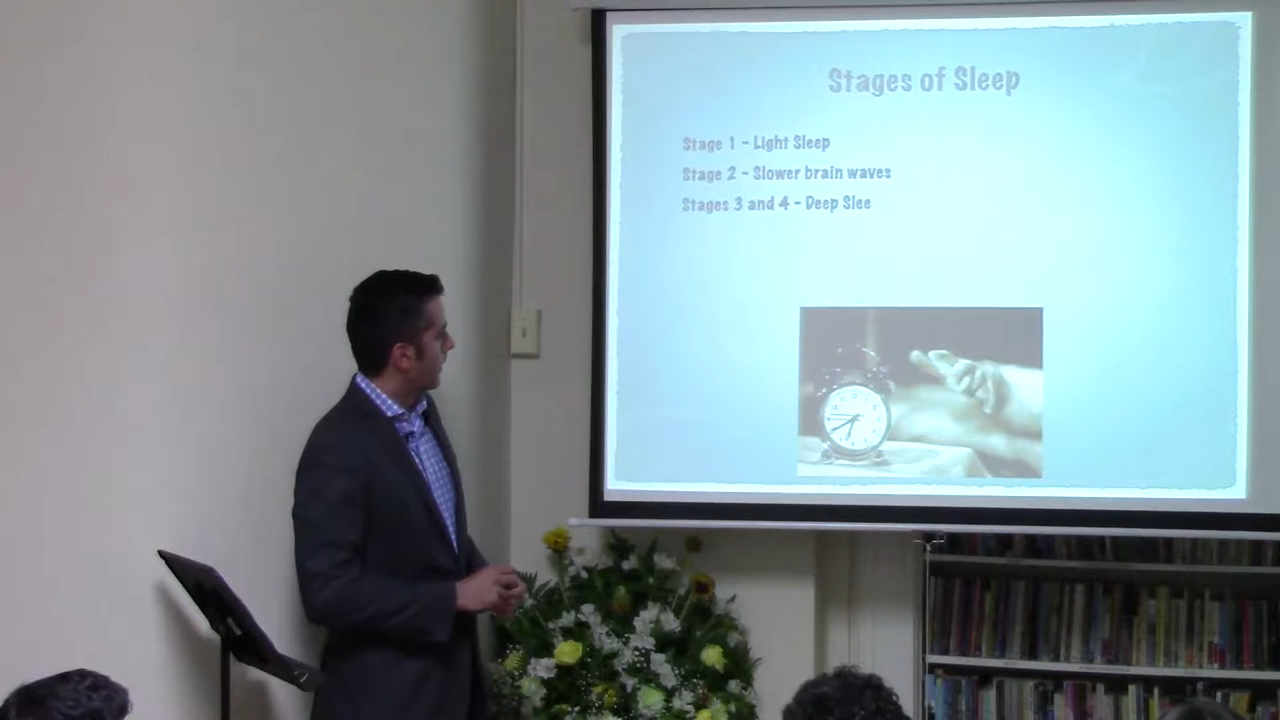 Stages of Sleep
Stage 1 - Light Sleep
Stage 2 - Slower brain waves
Stages 3 and 4 - Deep Slee